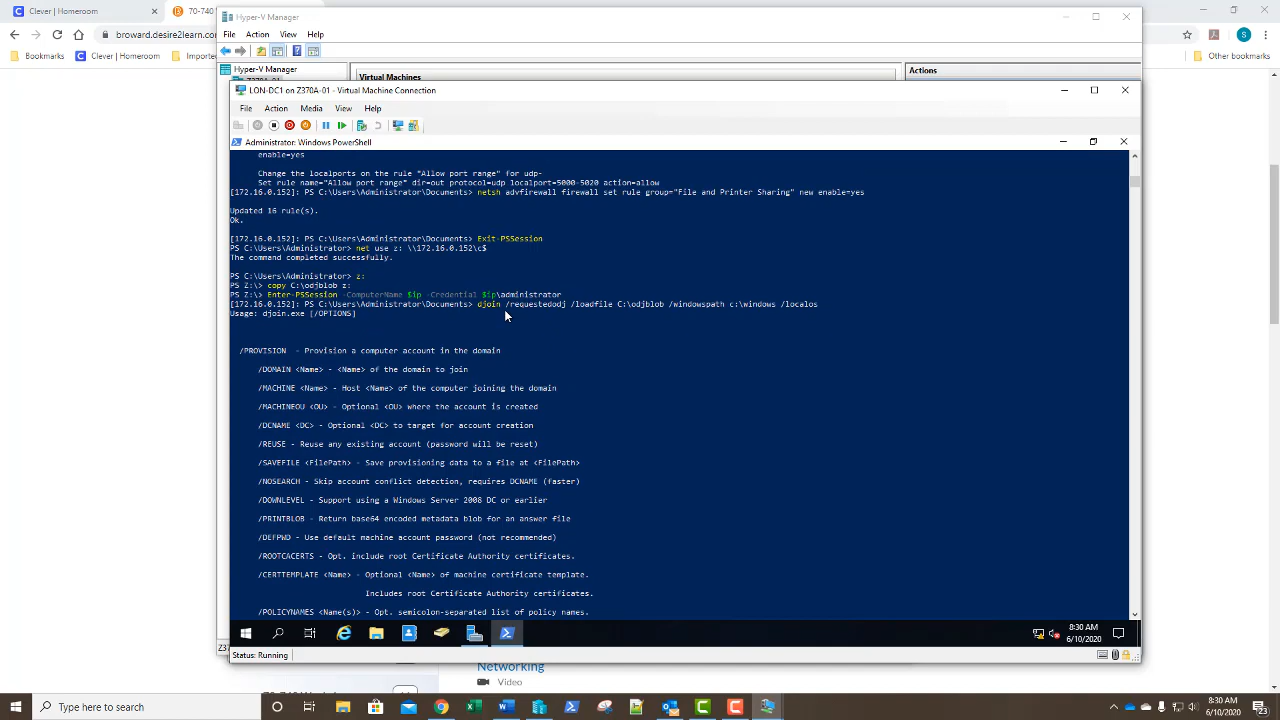 Clever | Homeroom
70-740
Hyper-V Manager
File Action View Help
broward.desire2learn.com
Bookmarks
Clever | Homeroom
Imported
Other bookmarks
Hyper-V Manager
Virtual Machines
Actions
LON-DC1 on Z370A-01 - Virtual Machine Connection
File Action Media View Help
Administrator: Windows PowerShell
enable=yes
Change the localports on the rule "Allow port range" for udp-
Set rule name="Allow port range" dir=out protocol=udp localport=5000-5020 action=allow
[172.16.0.152]: PS C:\Users\Administrator\Documents> netsh advfirewall firewall set rule group="File and Printer Sharing" new enable=yes
Updated 16 rule(s).
Ok.
[172.16.0.152]: PS C:\Users\Administrator\Documents> Exit-PSSession
PS C:\Users\Administrator> net use z: \\172.16.0.152\c$
The command completed successfully.
PS C:\Users\Administrator> z:
PS Z:\> copy C:\odjblob z:
PS Z:\> Enter-PSSession -ComputerName $ip -Credential $ip\administrator
[172.16.0.152]: PS C:\Users\Administrator\Documents> djoin /requestedodj /loadfile C:\odjblob /windowspath c:\windows /localos
Usage: djoin.exe [/OPTIONS]
/PROVISION - Provision a computer account in the domain
/DOMAIN <Name> - <Name> of the domain to join
/MACHINE <Name> - Host <Name> of the computer joining the domain
/MACHINEOU <OU> - Optional <OU> where the account is created
/DCNAME <DC> - Optional <DC> to target for account creation
/REUSE - Reuse any existing account (password will be reset)
/SAVEFILE <FilePath> - Save provisioning data to a file at <FilePath>
/NOSEARCH - Skip account conflict detection, requires DCNAME (faster)
/DOWNLEVEL - Support using a Windows Server 2008 DC or earlier
/PRINTBLOB - Return base64 encoded metadata blob for an answer file
/DEFPWD - Use default machine account password (not recommended)
/ROOTCACERTS - Opt. include root Certificate Authority certificates.
/CERTTEMPLATE <Name> - Optional <Name> of machine certificate template.
Includes root Certificate Authority certificates.
/POLICYNAMES <Name(s)> - Opt. semicolon-separated list of policy names.
8:30 AM
6/10/2020
Status: Running
Networking
Video
Type here to search
8:30 AM
6/10/2020